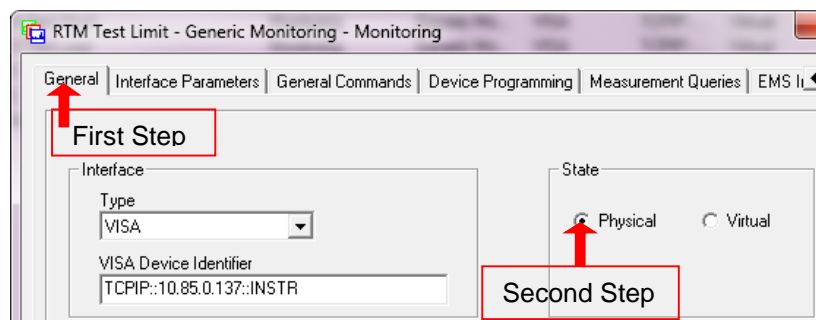 RTM Test Limit - Generic Monitoring - Monitoring
General Interface Parameters General Commands Device Programming Measurement Queries EMS
First Step
Interface
State
Type
VISA
Physical Virtual
VISA Device Identifier
TCPIP::10.85.0.137::INSTR
Second Step